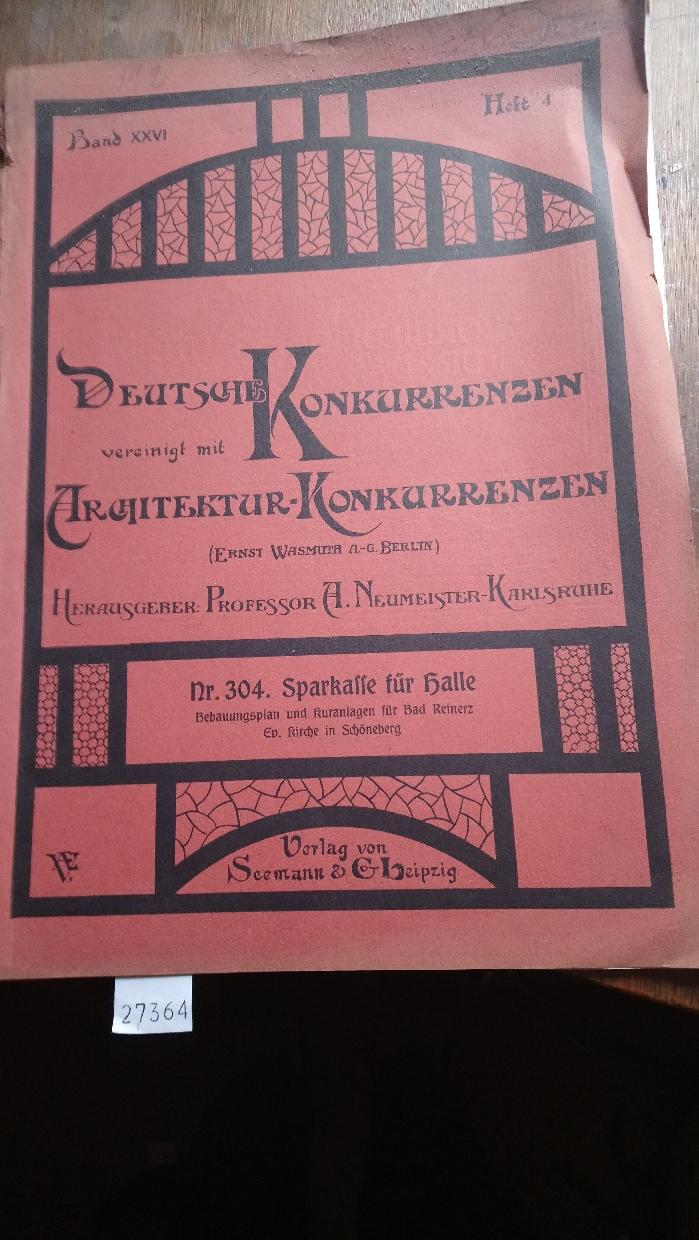 Band XXVI
Heft 4
Deutsche Konkurrenzen
vereinigt mit
Architektur-Konkurrenzen
(Ernst Wasmuth A.-G. Berlin)
Herausgeber: Professor A. Neumeister-Karlsruhe
Nr. 304. Sparkasse für Halle
Bebauungsplan und Kuranlagen für Bad Reinerz
Ev. Kirche in Schöneberg
Verlag von
Seemann & Co Leipzig
27364